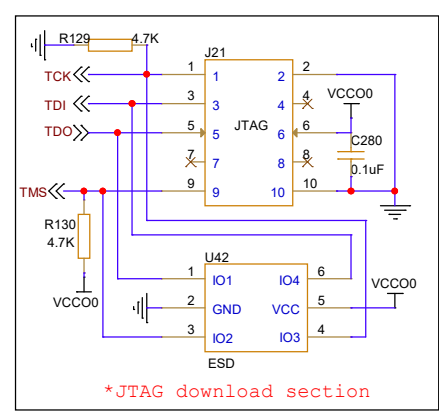 R129 4.7K
J21
TCK 1 1 2 2
VCCO0
TDI 3 3 4 4
TDO 5 5 JTAG 6 6
C280
7 7 8 8
0.1uF
TMS 9 9 10 10
R130
4.7K
U42
VCCO0
1 IO1 IO4 6
2 GND VCC 5
VCCO0
3 IO2 IO3 4
ESD
*JTAG download section